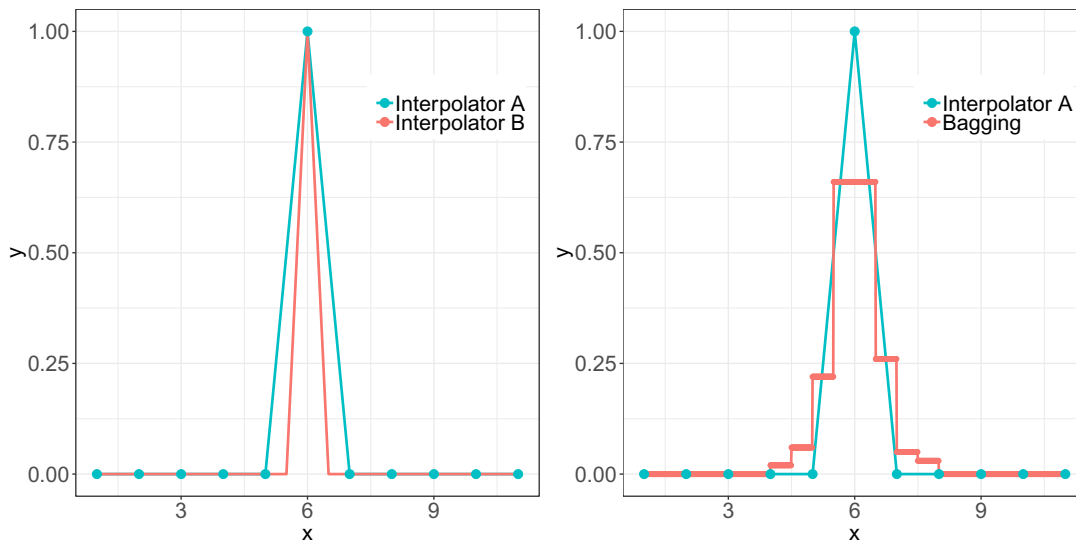 1.00
0.75
0.50
0.25
0.00
y
Interpolator A
Interpolator B
3 6 9
x
1.00
0.75
0.50
0.25
0.00
y
Interpolator A
Bagging
3 6 9
x